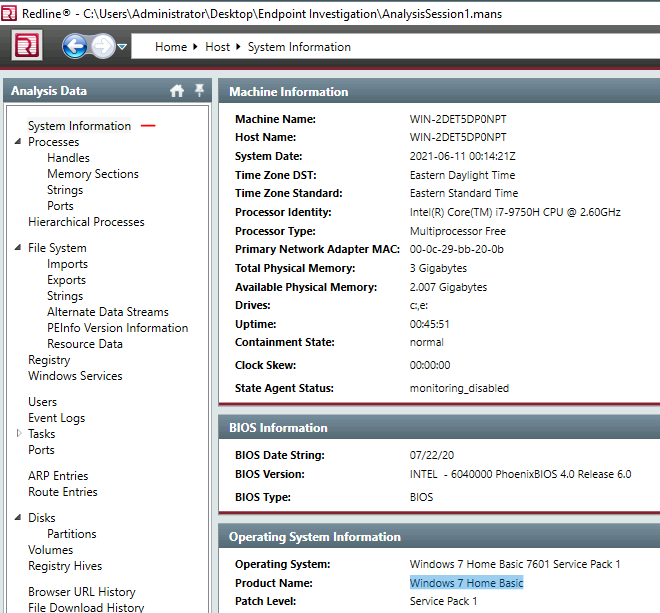 Redline® - C:\Users\Administrator\Desktop\Endpoint Investigation\AnalysisSession1.mans
Home Host System Information
Analysis Data
System Information
Processes
Handles
Memory Sections
Strings
Ports
Hierarchical Processes
File System
Imports
Exports
Strings
Alternate Data Streams
PEInfo Version Information
Resource Data
Registry
Windows Services
Users
Event Logs
Tasks
Ports
ARP Entries
Route Entries
Disks
Partitions
Volumes
Registry Hives
Browser URL History
File Download History
Machine Information
Machine Name: WIN-2DET5DP0NPT
Host Name: WIN-2DET5DP0NPT
System Date: 2021-06-11 00:14:21Z
Time Zone DST: Eastern Daylight Time
Time Zone Standard: Eastern Standard Time
Processor Identity: Intel(R) Core(TM) i7-9750H CPU @ 2.60GHz
Processor Type: Multiprocessor Free
Primary Network Adapter MAC: 00-0c-29-bb-20-0b
Total Physical Memory: 3 Gigabytes
Available Physical Memory: 2.007 Gigabytes
Drives: c:,e:
Uptime: 00:45:51
Containment State: normal
Clock Skew: 00:00:00
State Agent Status: monitoring_disabled
BIOS Information
BIOS Date String: 07/22/20
BIOS Version: INTEL - 6040000 PhoenixBIOS 4.0 Release 6.0
BIOS Type: BIOS
Operating System Information
Operating System: Windows 7 Home Basic 7601 Service Pack 1
Product Name: Windows 7 Home Basic
Patch Level: Service Pack 1